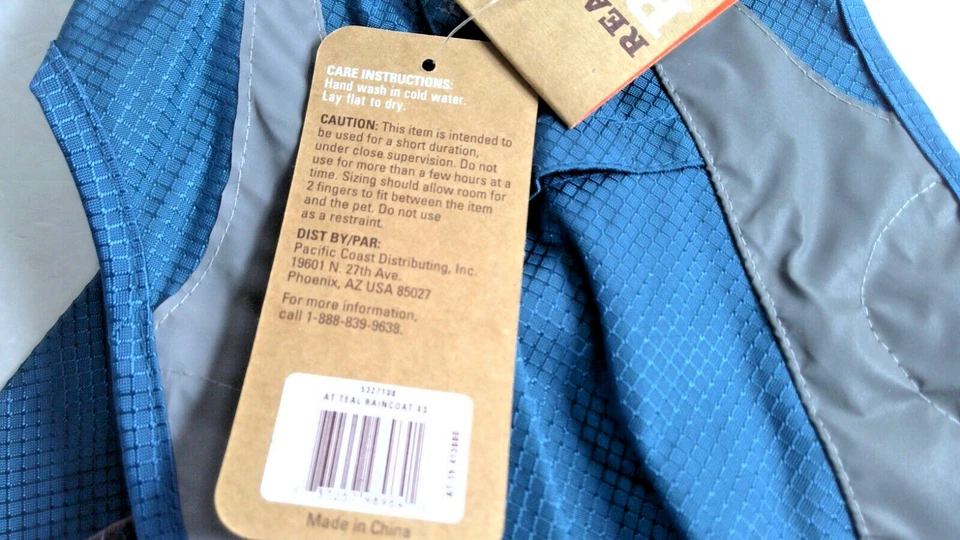 REA
CARE INSTRUCTIONS:
Hand wash in cold water.
Lay flat to dry.
CAUTION: This item is intended to
be used for a short duration,
under close supervision. Do not
use for more than a few hours at a
time. Sizing should allow room for
2 fingers to fit between the item
and the pet. Do not use
as a restraint.
DIST BY/PAR:
Pacific Coast Distributing, Inc.
19601 N. 27th Ave.
Phoenix, AZ USA 85027
For more information,
call 1-888-839-9638.
5327108
AT TEAL RAINCOAT
Made in China